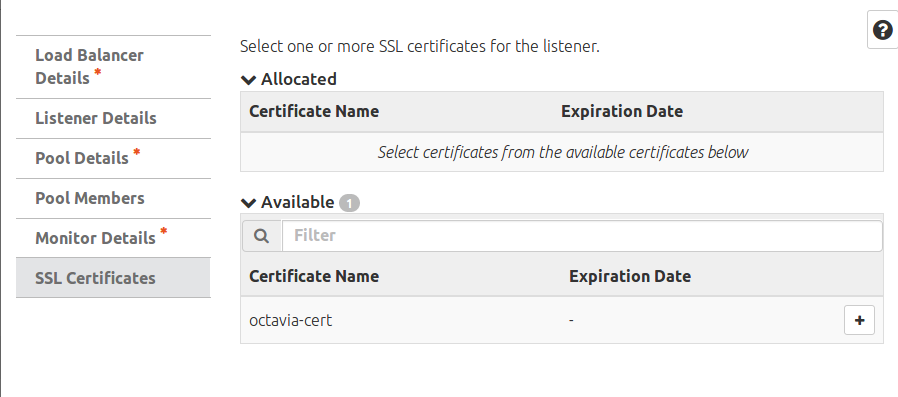 Load Balancer
Details *
Listener Details
Pool Details *
Pool Members
Monitor Details *
SSL Certificates
?
Select one or more SSL certificates for the listener.
Allocated
Certificate Name Expiration Date
Select certificates from the available certificates below
Available 1
Filter
Certificate Name Expiration Date
octavia-cert - +